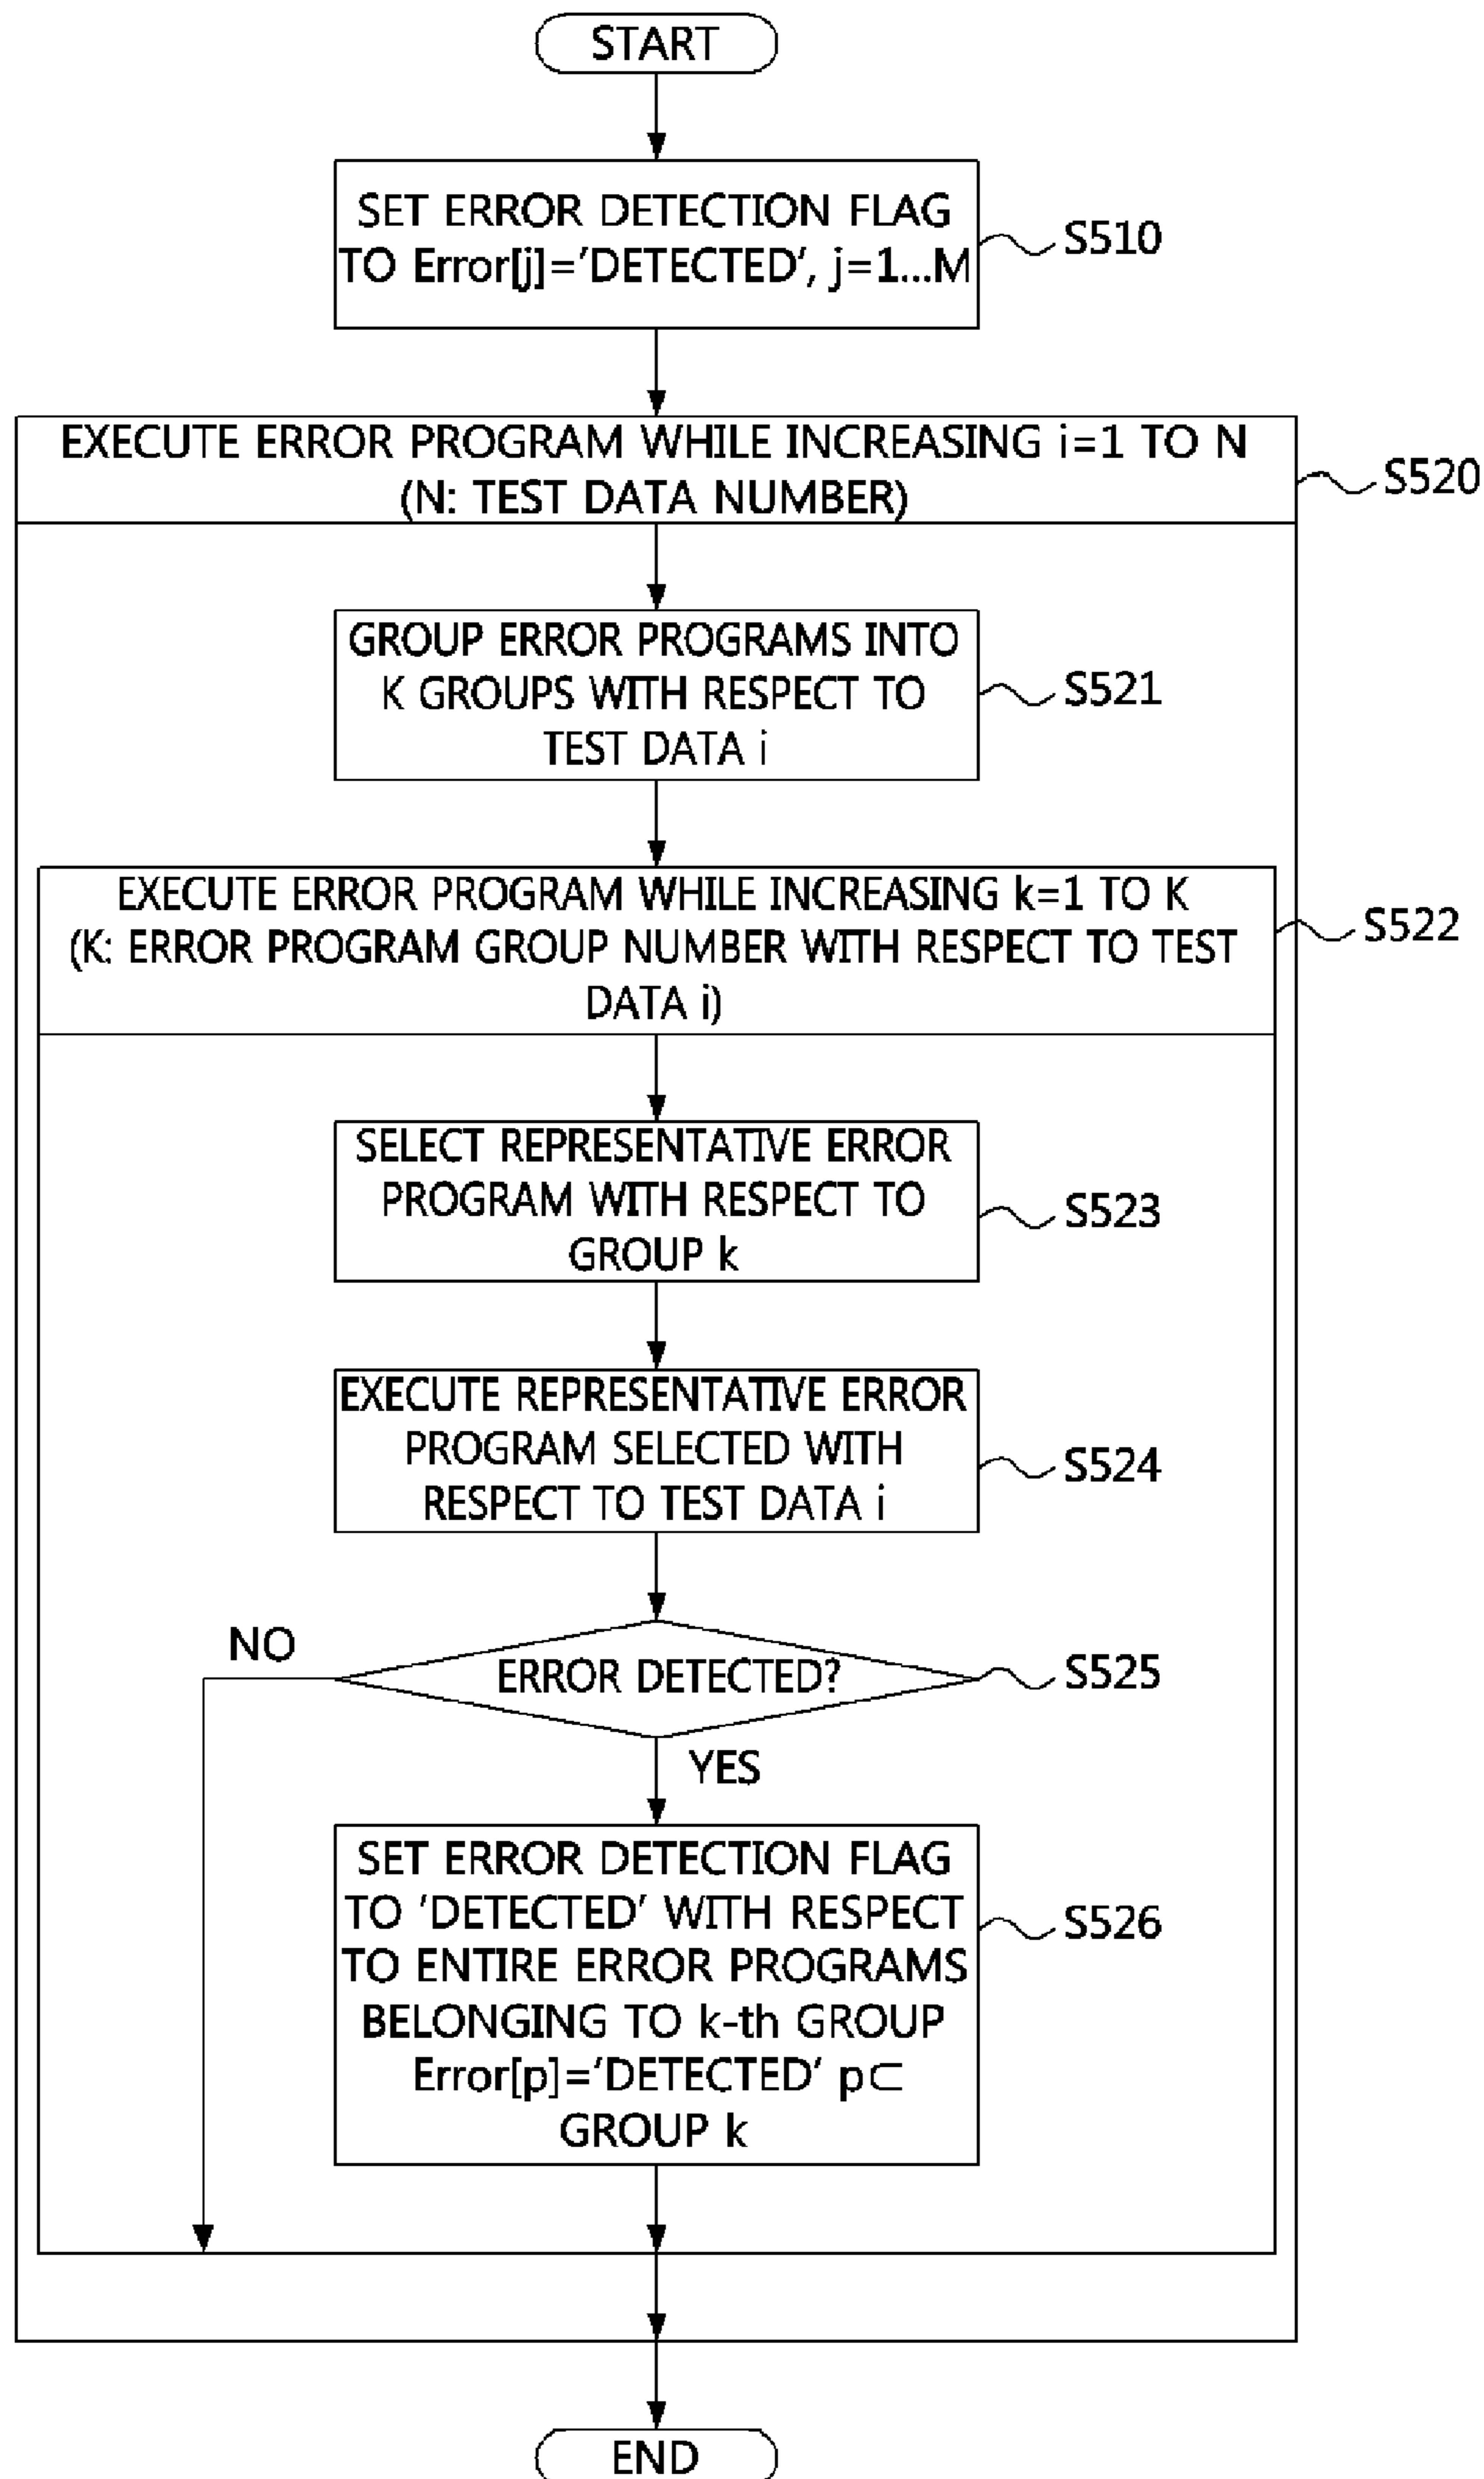 START
SET ERROR DETECTION FLAG
TO Error[j]='DETECTED', j=1...M
S510
EXECUTE ERROR PROGRAM WHILE INCREASING i=1 TO N
(N: TEST DATA NUMBER)
S520
GROUP ERROR PROGRAMS INTO
K GROUPS WITH RESPECT TO
TEST DATA i
S521
EXECUTE ERROR PROGRAM WHILE INCREASING k=1 TO K
(K: ERROR PROGRAM GROUP NUMBER WITH RESPECT TO TEST
DATA i)
S522
SELECT REPRESENTATIVE ERROR
PROGRAM WITH RESPECT TO
GROUP k
S523
EXECUTE REPRESENTATIVE ERROR
PROGRAM SELECTED WITH
RESPECT TO TEST DATA i
S524
NO
ERROR DETECTED?
S525
YES
SET ERROR DETECTION FLAG
TO 'DETECTED' WITH RESPECT
TO ENTIRE ERROR PROGRAMS
BELONGING TO k-th GROUP
Error[p]='DETECTED' p⊂
GROUP k
S526
END